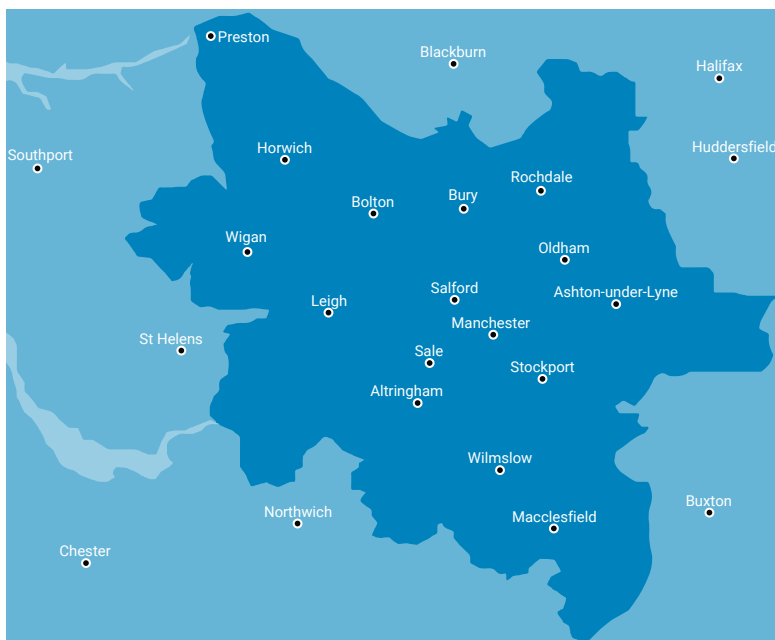 Preston
Blackburn
Halifax
Huddersfield
Southport
Horwich
Rochdale
Bury
Bolton
Wigan
Oldham
Salford
Ashton-under-Lyne
Leigh
Manchester
St Helens
Sale
Stockport
Altringham
Wilmslow
Buxton
Northwich
Macclesfield
Chester